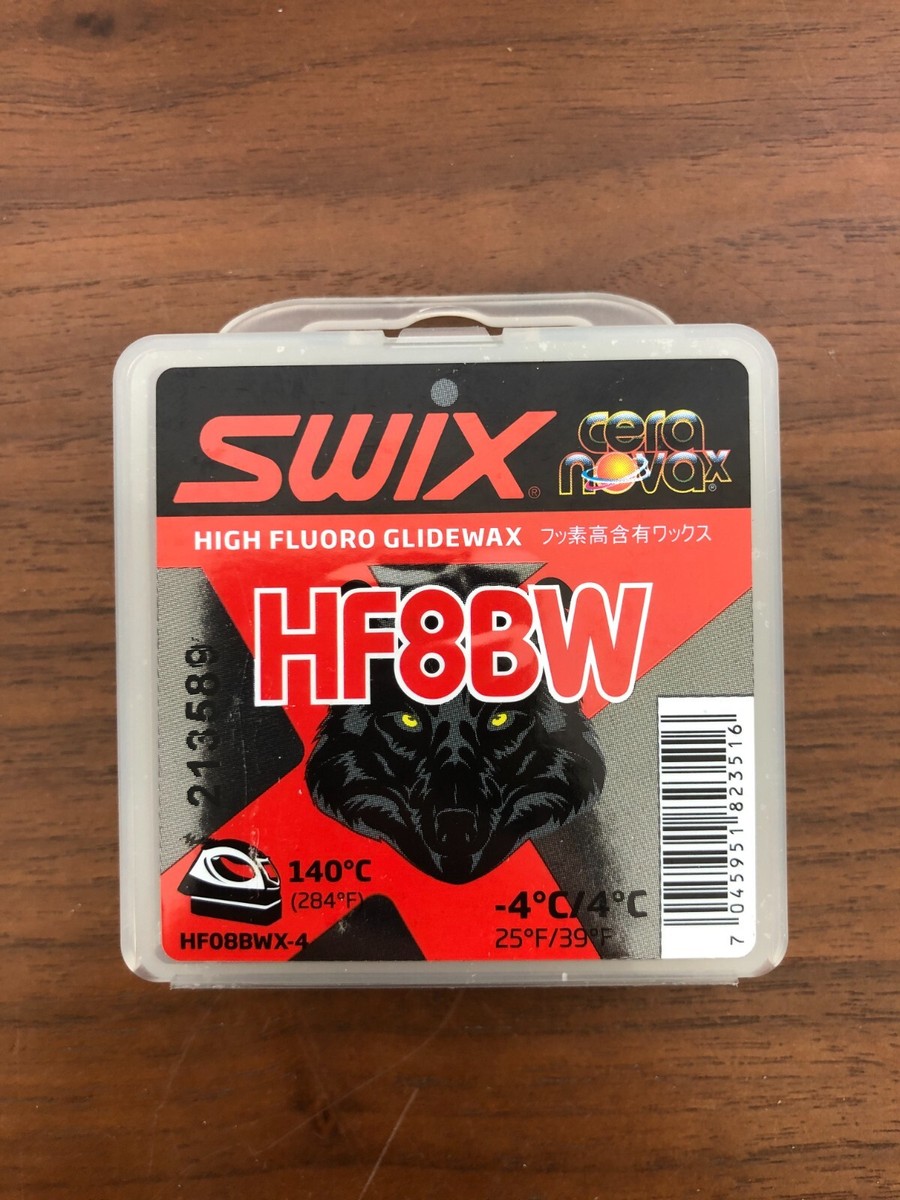 SWIX®
cera
novax®
HIGH FLUORO GLIDEWAX フッ素高含有ワックス
HF8BW
213589
140°C
(284°F)
HF08BWX-4
-4°C/4°C
25°F/39°F
7 045951 823516